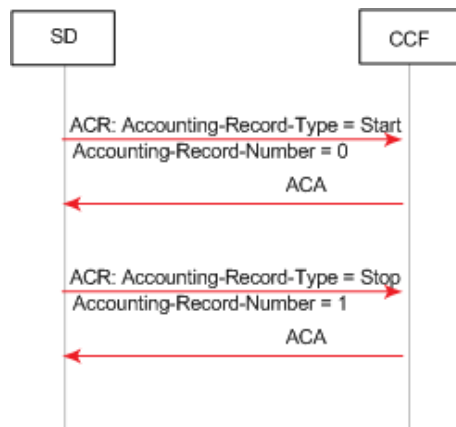 SD
CCF
ACR: Accounting-Record-Type = Start
Accounting-Record-Number = 0
ACA
ACR: Accounting-Record-Type = Stop
Accounting-Record-Number = 1
ACA